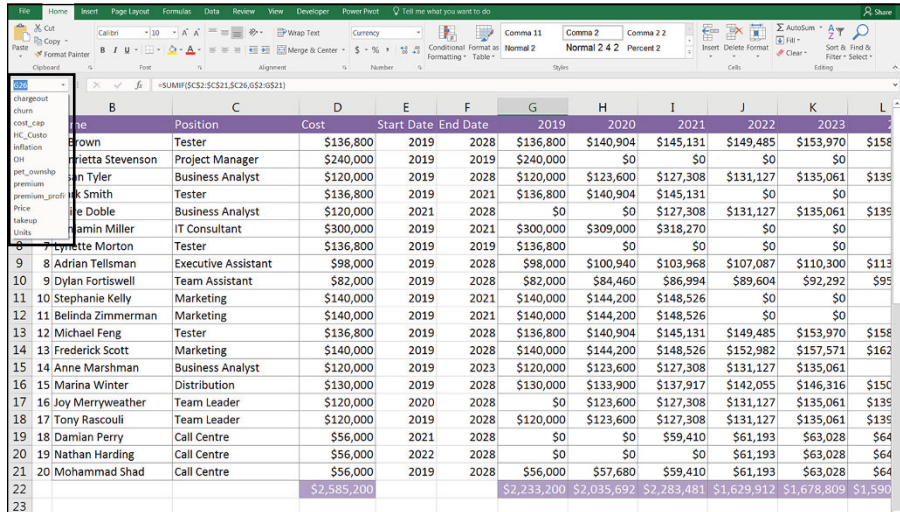 File Home Insert Page Layout Formulas Data Review View Developer Power Pivot Tell me what you want to do Share
Cut
Copy
Format Painter
Paste
Clipboard
Calibri 10
B I U
Font
Wrap Text
Merge & Center
Alignment
Currency
$ % ,
Number
Conditional Formatting
Format as Table
Comma 11 Comma 2 Comma 2 2
Normal 2 Normal 2 4 2 Percent 2
Styles
Insert Delete Format
Cells
AutoSum
Fill
Clear
Sort & Filter
Find & Select
Editing
G26 fx =SUMIF($C$2:$C$21,$C26,G$2:G$21)
chargeout
churn
cost_cap
HC_Custo
inflation
OH
pet_ownshp
premium
premium_profi
Price
takeup
Units
B C D E F G H I J K L
me Position Cost Start Date End Date 2019 2020 2021 2022 2023 2
Brown Tester $136,800 2019 2028 $136,800 $140,904 $145,131 $149,485 $153,970 $158
rietta Stevenson Project Manager $240,000 2019 2019 $240,000 $0 $0 $0 $0
an Tyler Business Analyst $120,000 2019 2028 $120,000 $123,600 $127,308 $131,127 $135,061 $139
k Smith Tester $136,800 2019 2021 $136,800 $140,904 $145,131 $0 $0
re Doble Business Analyst $120,000 2021 2028 $0 $0 $127,308 $131,127 $135,061 $139
amin Miller IT Consultant $300,000 2019 2021 $300,000 $309,000 $318,270 $0 $0
8 7 Lynette Morton Tester $136,800 2019 2019 $136,800 $0 $0 $0 $0
9 8 Adrian Tellsman Executive Assistant $98,000 2019 2028 $98,000 $100,940 $103,968 $107,087 $110,300 $113
10 9 Dylan Fortiswell Team Assistant $82,000 2019 2028 $82,000 $84,460 $86,994 $89,604 $92,292 $95
11 10 Stephanie Kelly Marketing $140,000 2019 2021 $140,000 $144,200 $148,526 $0 $0
12 11 Belinda Zimmerman Marketing $140,000 2019 2021 $140,000 $144,200 $148,526 $0 $0
13 12 Michael Feng Tester $136,800 2019 2028 $136,800 $140,904 $145,131 $149,485 $153,970 $158
14 13 Frederick Scott Marketing $140,000 2019 2028 $140,000 $144,200 $148,526 $152,982 $157,571 $162
15 14 Anne Marshman Business Analyst $120,000 2019 2023 $120,000 $123,600 $127,308 $131,127 $135,061
16 15 Marina Winter Distribution $130,000 2019 2028 $130,000 $133,900 $137,917 $142,055 $146,316 $150
17 16 Joy Merryweather Team Leader $120,000 2020 2028 $0 $123,600 $127,308 $131,127 $135,061 $139
18 17 Tony Rascouli Team Leader $120,000 2019 2028 $120,000 $123,600 $127,308 $131,127 $135,061 $139
19 18 Damian Perry Call Centre $56,000 2021 2028 $0 $0 $59,410 $61,193 $63,028 $64
20 19 Nathan Harding Call Centre $56,000 2022 2028 $0 $0 $0 $61,193 $63,028 $64
21 20 Mohammad Shad Call Centre $56,000 2019 2028 $56,000 $57,680 $59,410 $61,193 $63,028 $64
22 $2,585,200 $2,233,200 $2,035,692 $2,283,481 $1,629,912 $1,678,809 $1,590
23